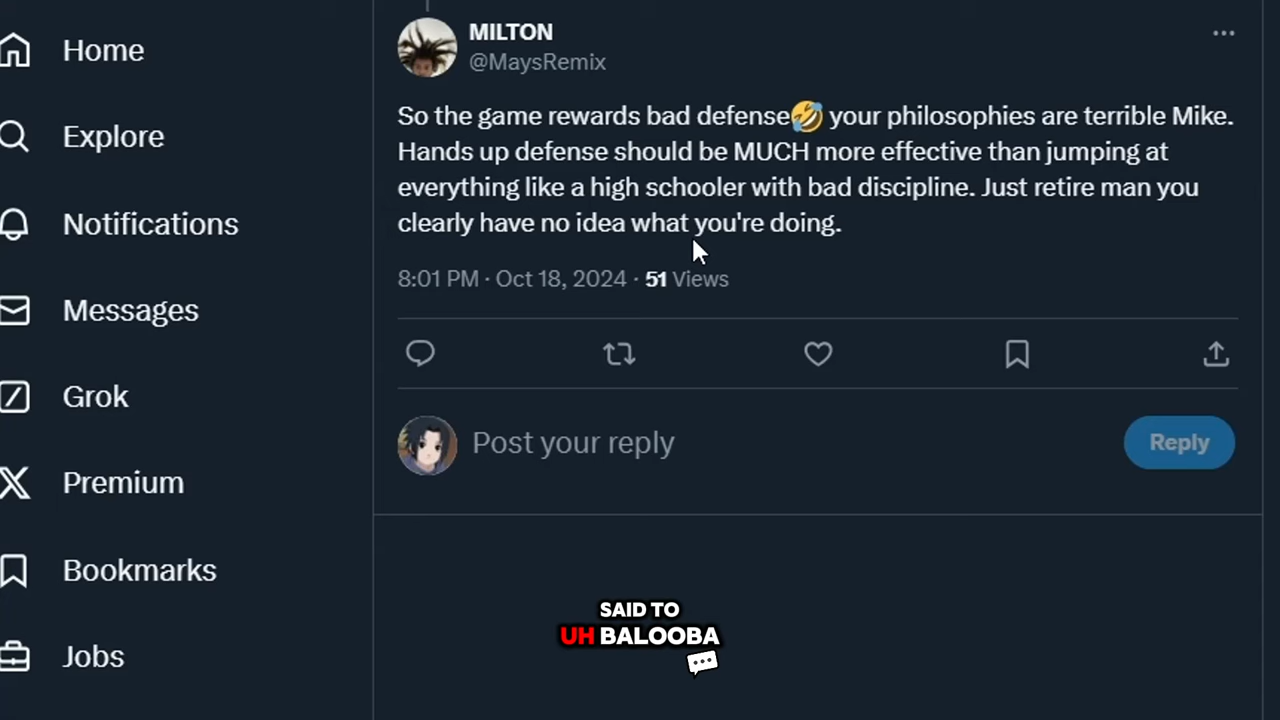 Home
Explore
Notifications
Messages
Grok
Premium
Bookmarks
Jobs
MILTON
@MaysRemix
So the game rewards bad defense🤣 your philosophies are terrible Mike.
Hands up defense should be MUCH more effective than jumping at
everything like a high schooler with bad discipline. Just retire man you
clearly have no idea what you're doing.
8:01 PM · Oct 18, 2024 · 51 Views
Post your reply
Reply
SAID TO
UH BALOOBA